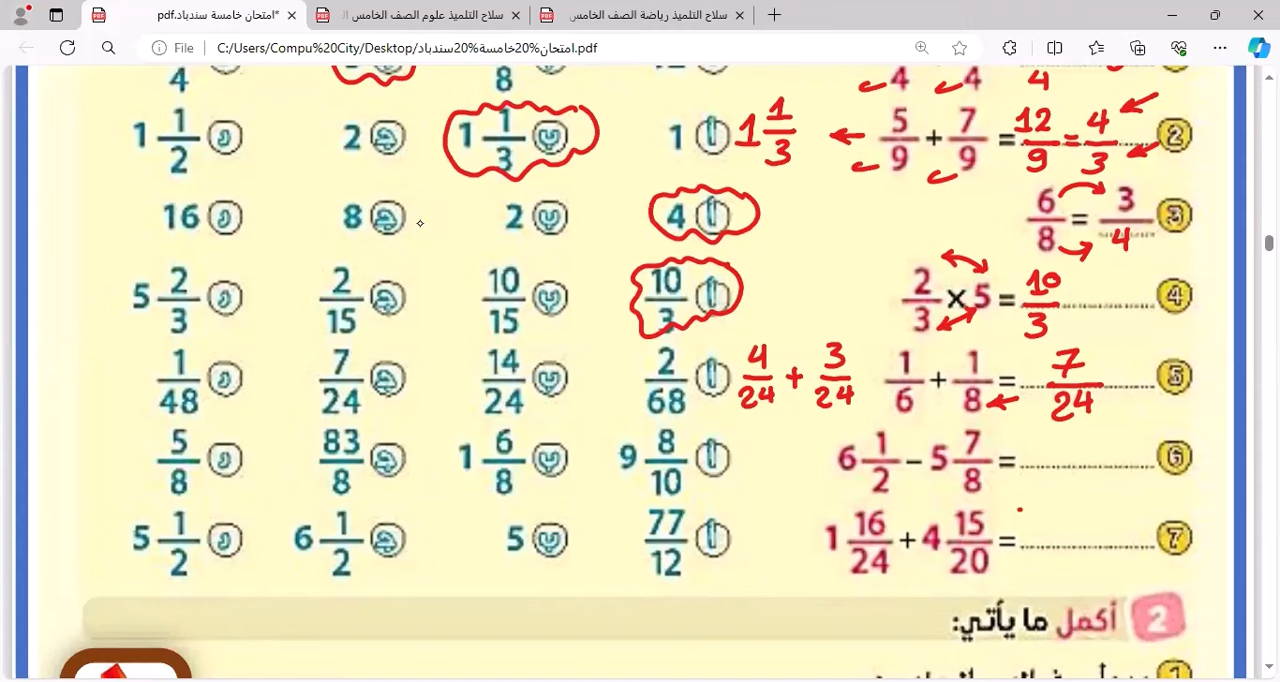 امتحان خامسة سندباد.pdf*
سلاح التلميذ علوم الصف الخامس ال
سلاح التلميذ رياضة الصف الخامس
File
C:/Users/Compu%20City/Desktop/امتحان%20خامسة%20سندباد.pdf
4 8 4 4 4
② 5/9 + 7/9 = 12/9 = 4/3 1 1/3 أ 1 ب 1 1/3 ج 2 د 1 1/2
③ 6/8 = 3/4 أ 4 ب 2 ج 8 د 16
④ 2/3 × 5 = 10/3 أ 10/3 ب 10/15 ج 2/15 د 5 2/3
⑤ 1/6 + 1/8 = 7/24 4/24 + 3/24 أ 2/68 ب 14/24 ج 7/24 د 1/48
⑥ 6 1/2 − 5 7/8 = أ 9 8/10 ب 1 6/8 ج 83/8 د 5/8
⑦ 1 16/24 + 4 15/20 = أ 77/12 ب 5 ج 6 1/2 د 5 1/2
2 أكمل ما يأتي: